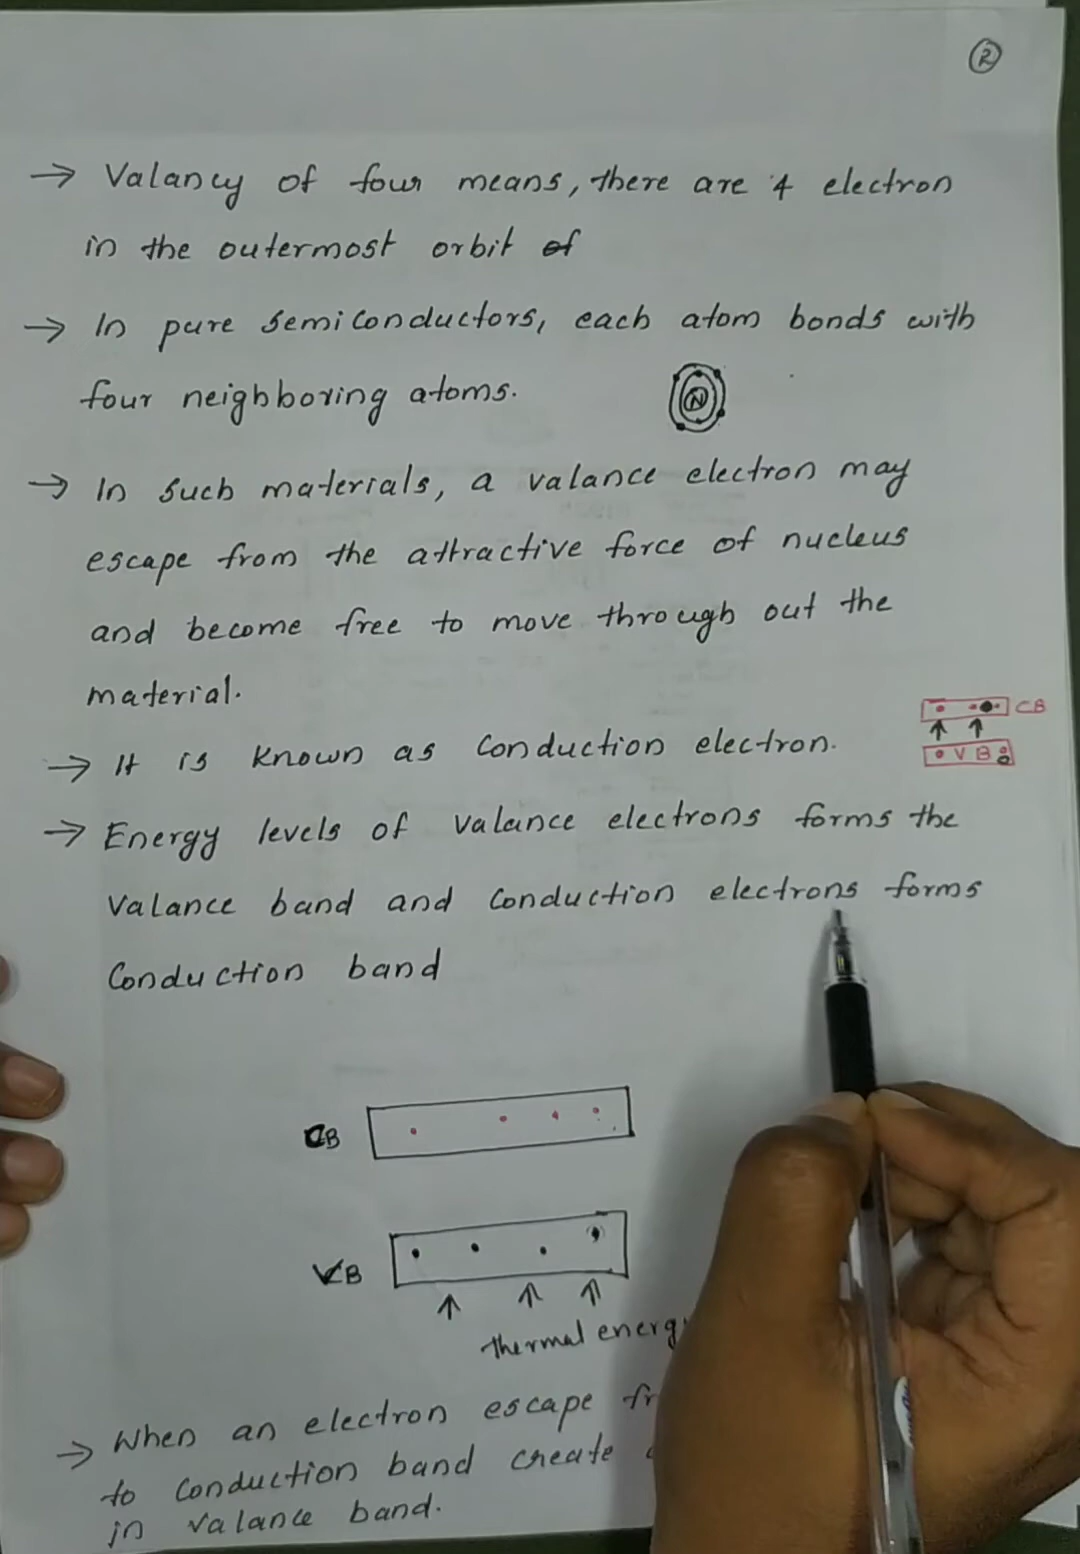 2
→ Valancy of four means, there are 4 electron
in the outermost orbit of
→ In pure semiconductors, each atom bonds with
four neighboring atoms.
N
→ In such materials, a valance electron may
escape from the attractive force of nucleus
and become free to move through out the
material.
CB
→ It is known as conduction electron.
VB
→ Energy levels of valance electrons forms the
valance band and conduction electrons forms
Conduction band
CB
VB
thermal energy
→ When an electron escape
to conduction band create
in valance band.